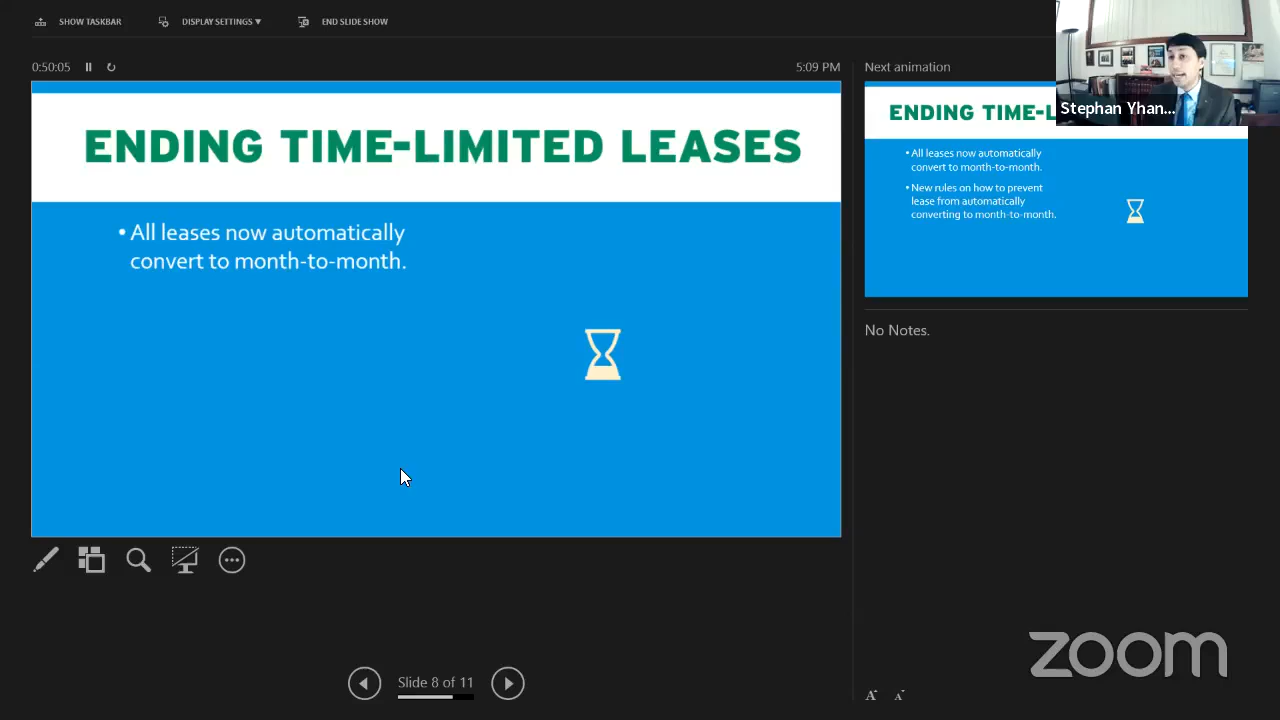 SHOW TASKBAR
DISPLAY SETTINGS
END SLIDE SHOW
0:50:05
5:09 PM
Next animation
Stephan Yhan...
ENDING TIME-LIMITED LEASES
• All leases now automatically
convert to month-to-month.
ENDING TIME-L
• All leases now automatically
convert to month-to-month.
• New rules on how to prevent
lease from automatically
converting to month-to-month.
No Notes.
Slide 8 of 11
A A
zoom